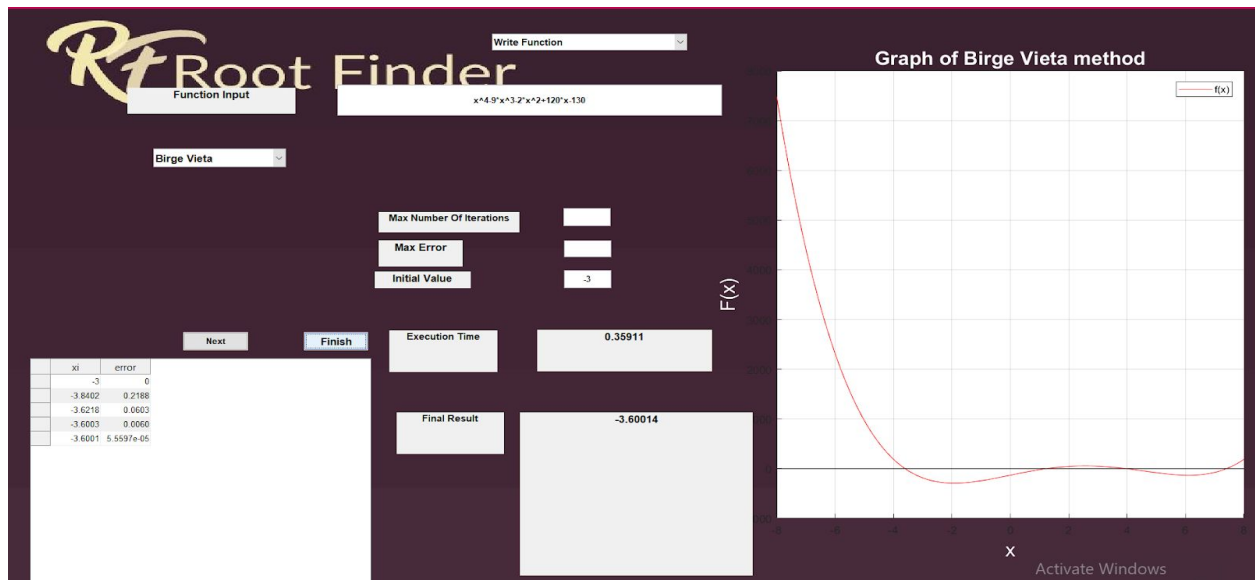 Write Function
RF Root Finder
Function Input
x^4-9*x^3-2*x^2+120*x-130
Birge Vieta
Max Number Of Iterations
Max Error
Initial Value
-3
Next
Finish
Execution Time
0.35911
xi error
-3 0
-3.8402 0.2188
-3.6218 0.0603
-3.6003 0.0060
-3.6001 5.5597e-05
Final Result
-3.60014
Graph of Birge Vieta method
f(x)
F(x)
-8 -6 -4 -2 0 2 4 6 8
x
Activate Windows